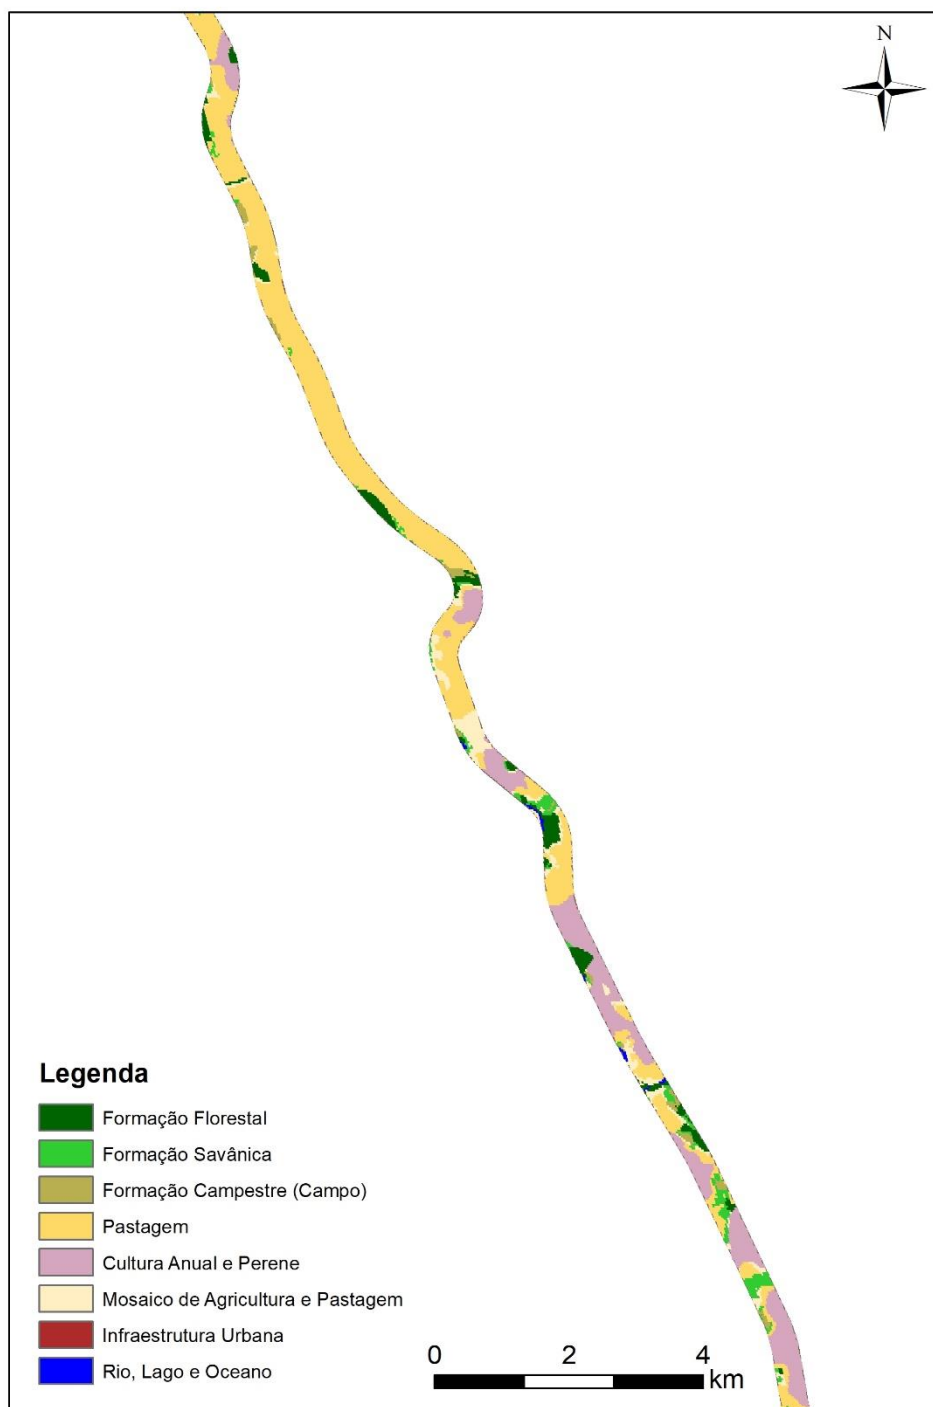 N
Legenda
Formação Florestal
Formação Savânica
Formação Campestre (Campo)
Pastagem
Cultura Anual e Perene
Mosaico de Agricultura e Pastagem
Infraestrutura Urbana
Rio, Lago e Oceano
0 2 4
km